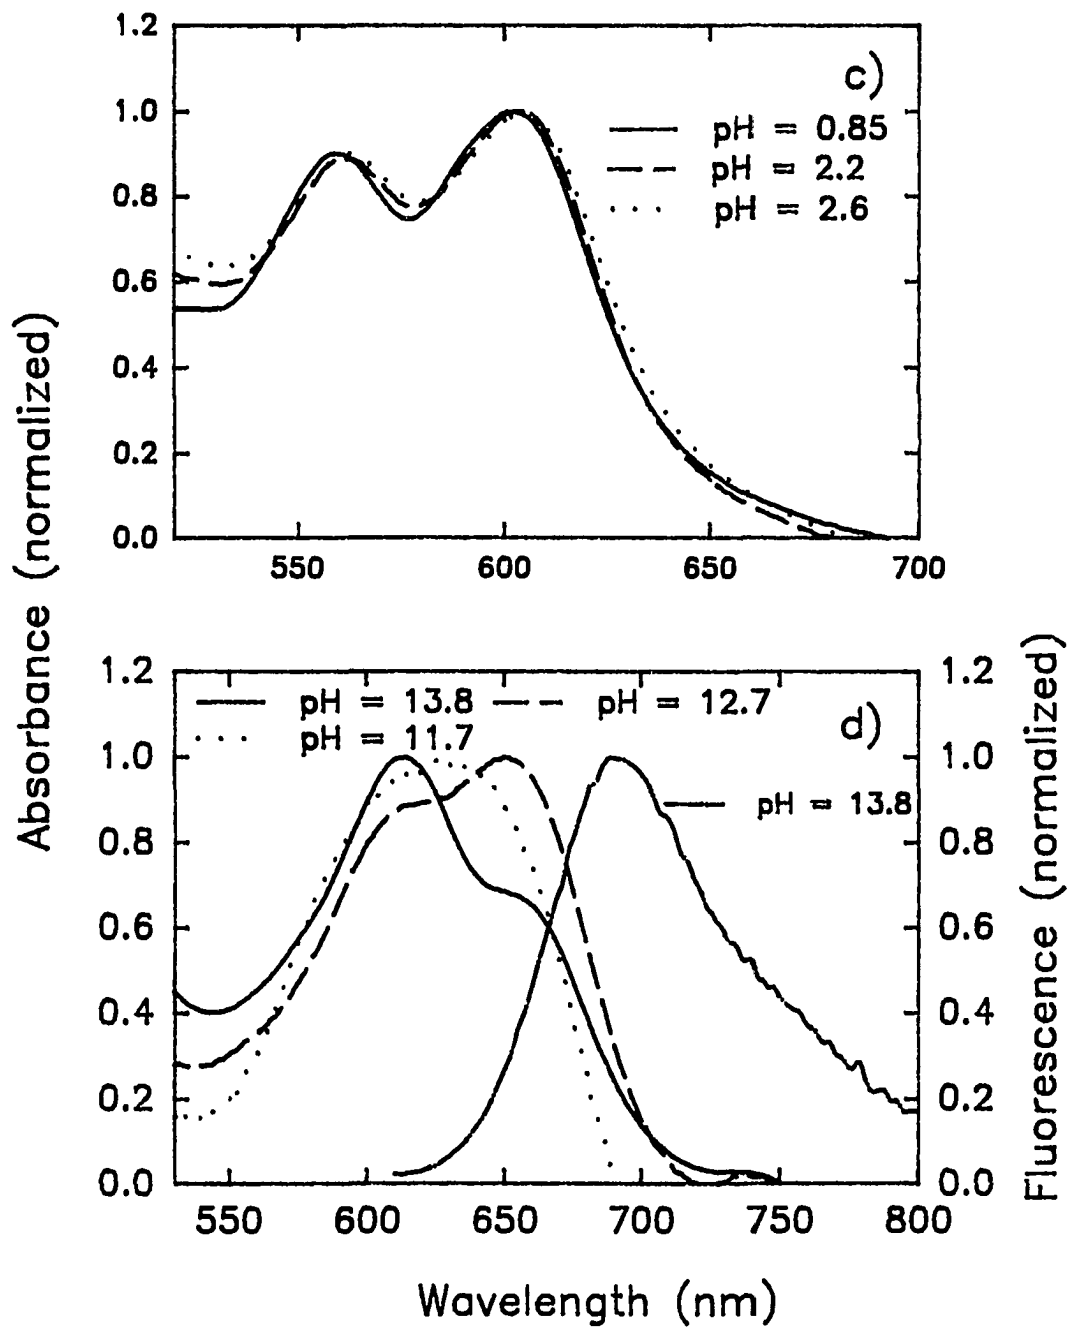 1.2
c)
1.0
pH = 0.85
0.8
pH = 2.2
pH = 2.6
0.6
0.4
0.2
0.0
550 600 650 700
Absorbance (normalized)
1.2 1.2
pH = 13.8 pH = 12.7
pH = 11.7
d)
1.0 1.0
pH = 13.8
0.8 0.8
0.6 0.6
0.4 0.4
0.2 0.2
0.0 0.0
550 600 650 700 750 800
Fluorescence (normalized)
Wavelength (nm)